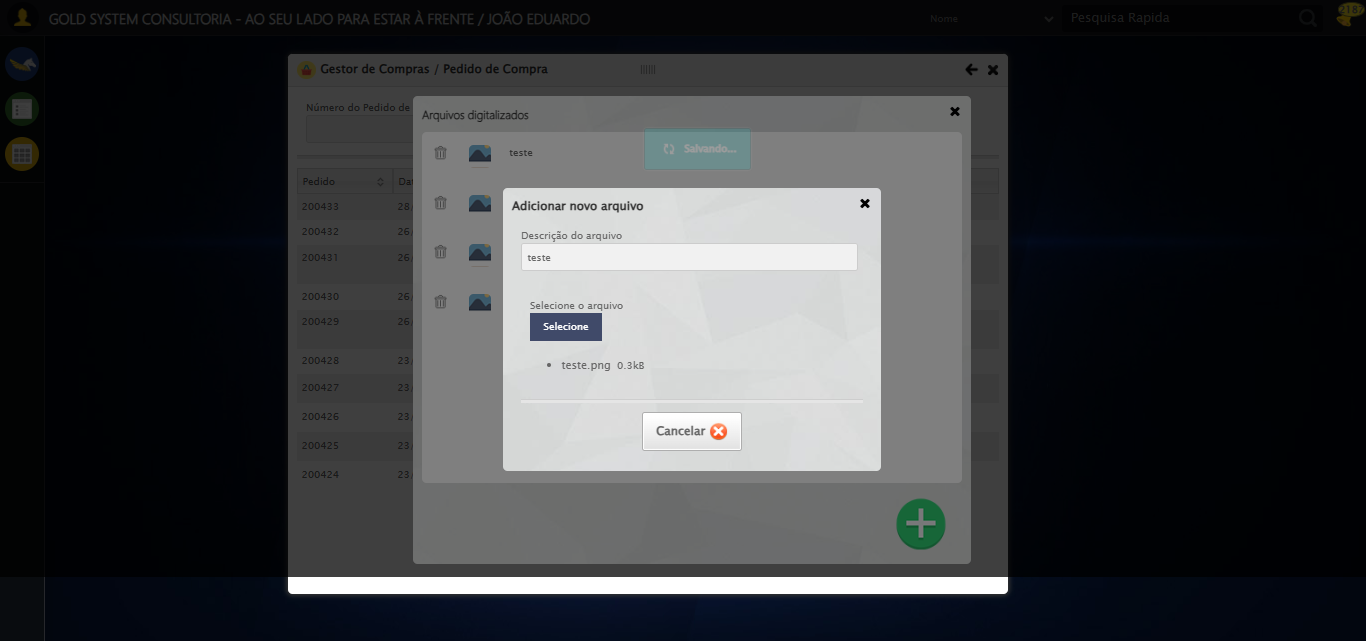 GOLD SYSTEM CONSULTORIA - AO SEU LADO PARA ESTAR À FRENTE / JOÃO EDUARDO
Nome
Pesquisa Rapida
Gestor de Compras / Pedido de Compra
Número do Pedido de
Arquivos digitalizados
teste
Salvando...
Adicionar novo arquivo
Descrição do arquivo
teste
Selecione o arquivo
Selecione
teste.png 0.3kB
Cancelar
Pedido
200433
200432
200431
200430
200429
200428
200427
200426
200425
200424